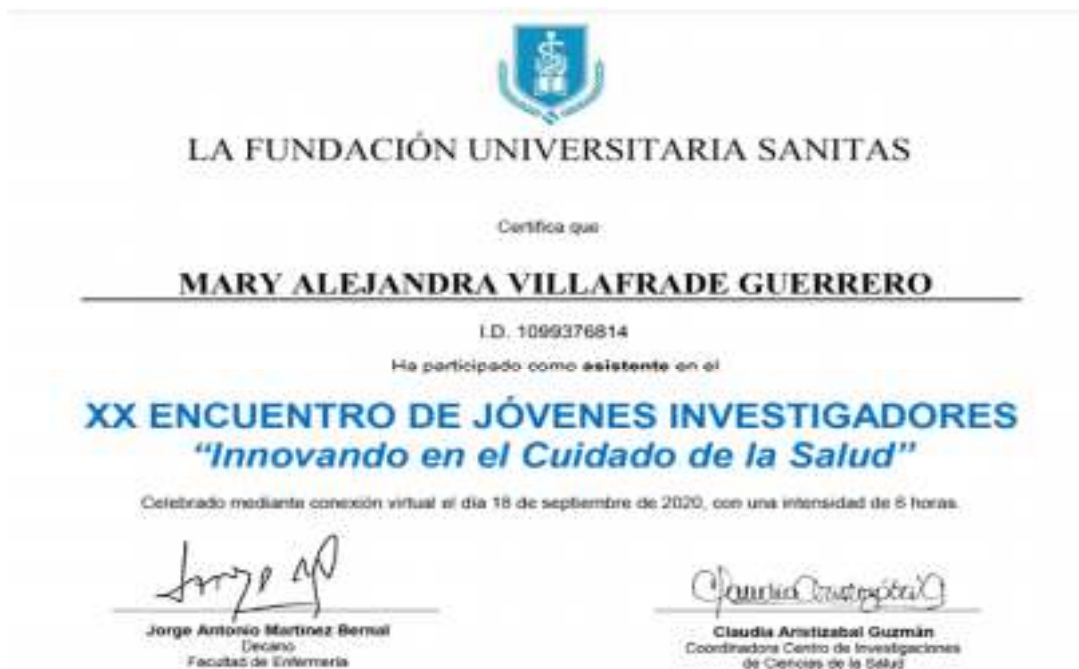 LA FUNDACIÓN UNIVERSITARIA SANITAS
Certifica que
MARY ALEJANDRA VILLAFRADE GUERRERO
I.D. 1099376814
Ha participado como asistente en el
XX ENCUENTRO DE JÓVENES INVESTIGADORES
“Innovando en el Cuidado de la Salud”
Celebrado mediante conexión virtual el día 18 de septiembre de 2020, con una intensidad de 6 horas.
Jorge Antonio Martinez Bernal
Decano
Facultad de Enfermería
Claudia Aristizabal Guzmán
Coordinadora Centro de Investigaciones
de Ciencias de la Salud